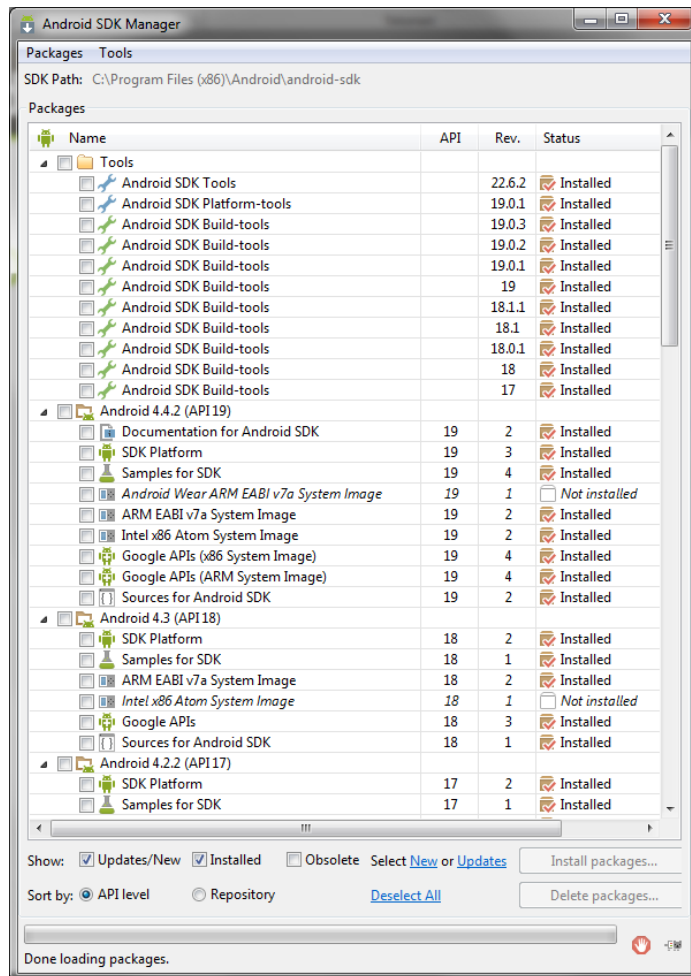 Android SDK Manager
Packages Tools
SDK Path: C:\Program Files (x86)\Android\android-sdk
Packages
Name API Rev. Status
Tools
Android SDK Tools 22.6.2 Installed
Android SDK Platform-tools 19.0.1 Installed
Android SDK Build-tools 19.0.3 Installed
Android SDK Build-tools 19.0.2 Installed
Android SDK Build-tools 19.0.1 Installed
Android SDK Build-tools 19 Installed
Android SDK Build-tools 18.1.1 Installed
Android SDK Build-tools 18.1 Installed
Android SDK Build-tools 18.0.1 Installed
Android SDK Build-tools 18 Installed
Android SDK Build-tools 17 Installed
Android 4.4.2 (API 19)
Documentation for Android SDK 19 2 Installed
SDK Platform 19 3 Installed
Samples for SDK 19 4 Installed
Android Wear ARM EABI v7a System Image 19 1 Not installed
ARM EABI v7a System Image 19 2 Installed
Intel x86 Atom System Image 19 2 Installed
Google APIs (x86 System Image) 19 4 Installed
Google APIs (ARM System Image) 19 4 Installed
Sources for Android SDK 19 2 Installed
Android 4.3 (API 18)
SDK Platform 18 2 Installed
Samples for SDK 18 1 Installed
ARM EABI v7a System Image 18 2 Installed
Intel x86 Atom System Image 18 1 Not installed
Google APIs 18 3 Installed
Sources for Android SDK 18 1 Installed
Android 4.2.2 (API 17)
SDK Platform 17 2 Installed
Samples for SDK 17 1 Installed
Show: Updates/New Installed Obsolete Select New or Updates Install packages...
Sort by: API level Repository Deselect All Delete packages...
Done loading packages.